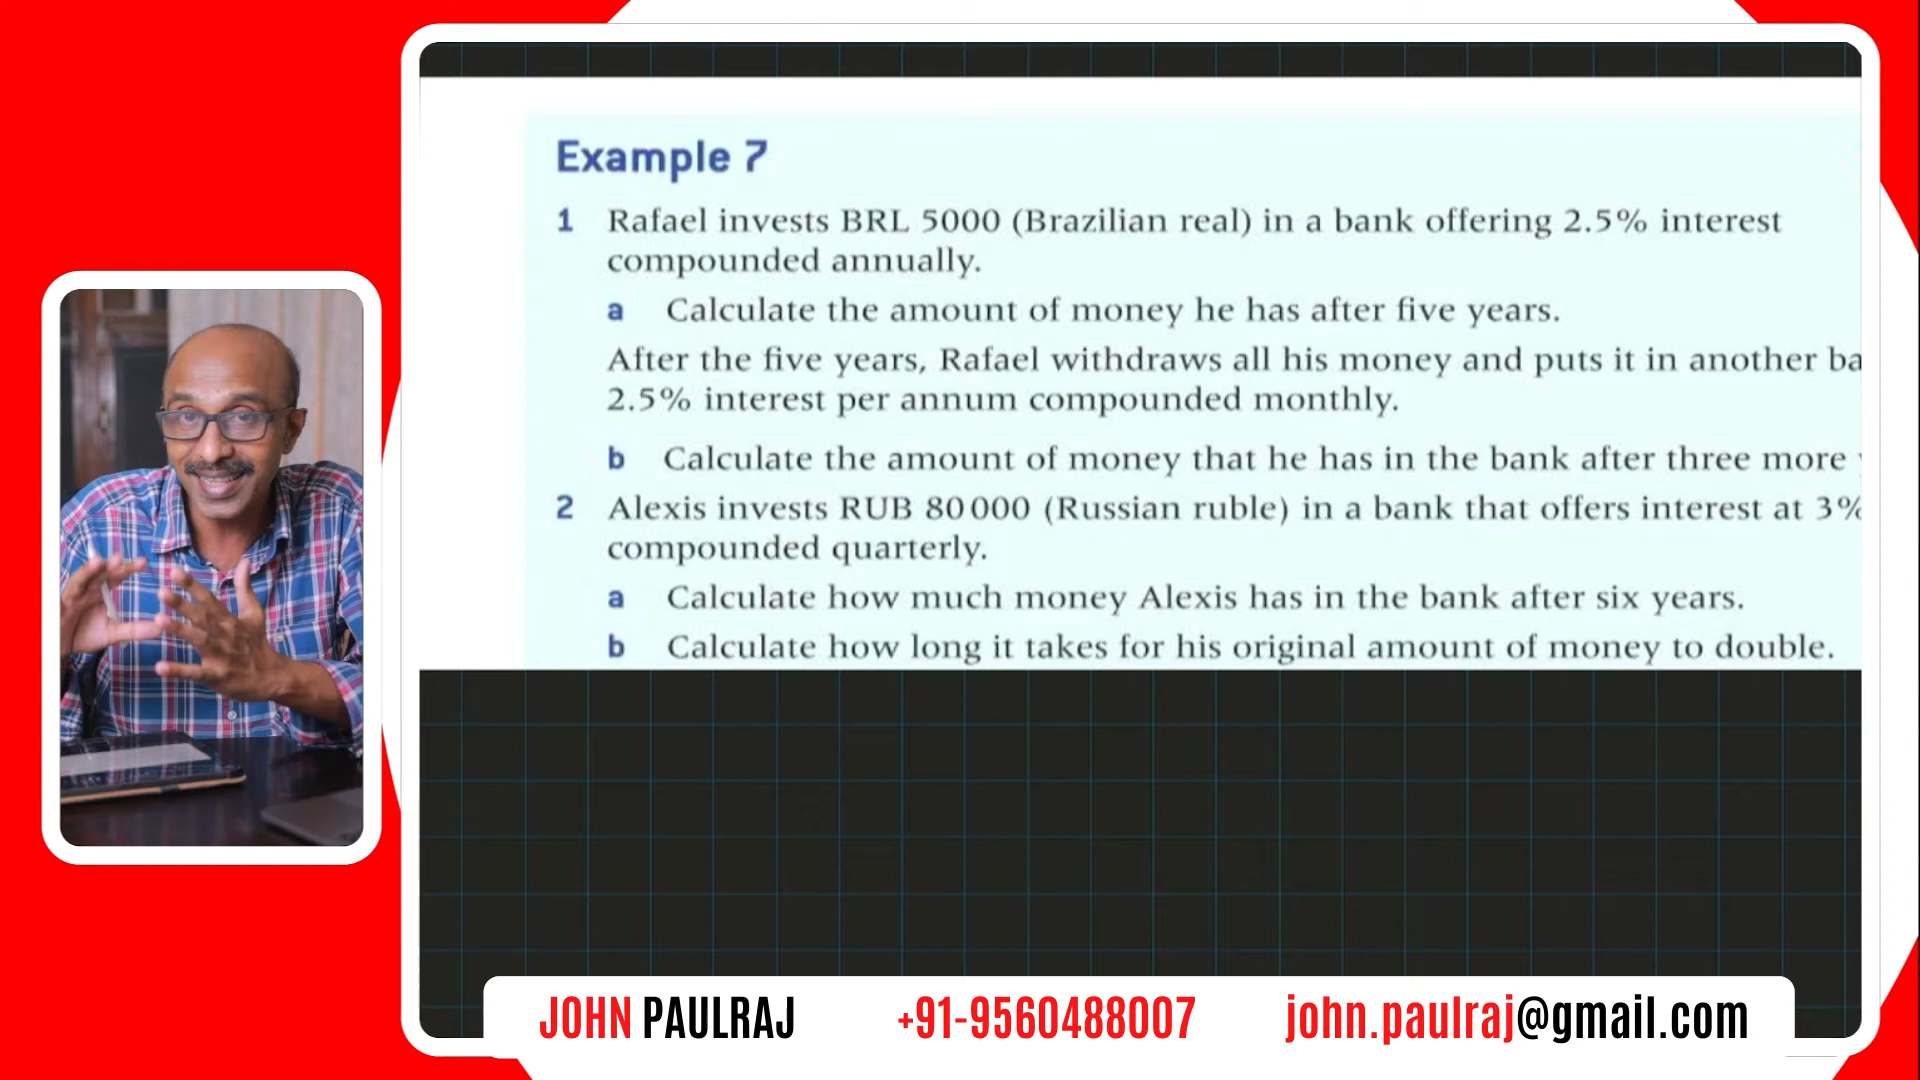 Example 7
1 Rafael invests BRL 5000 (Brazilian real) in a bank offering 2.5% interest
compounded annually.
a Calculate the amount of money he has after five years.
After the five years, Rafael withdraws all his money and puts it in another ba
2.5% interest per annum compounded monthly.
b Calculate the amount of money that he has in the bank after three more
2 Alexis invests RUB 80 000 (Russian ruble) in a bank that offers interest at 3%
compounded quarterly.
a Calculate how much money Alexis has in the bank after six years.
b Calculate how long it takes for his original amount of money to double.
JOHN PAULRAJ +91-9560488007 john.paulraj@gmail.com